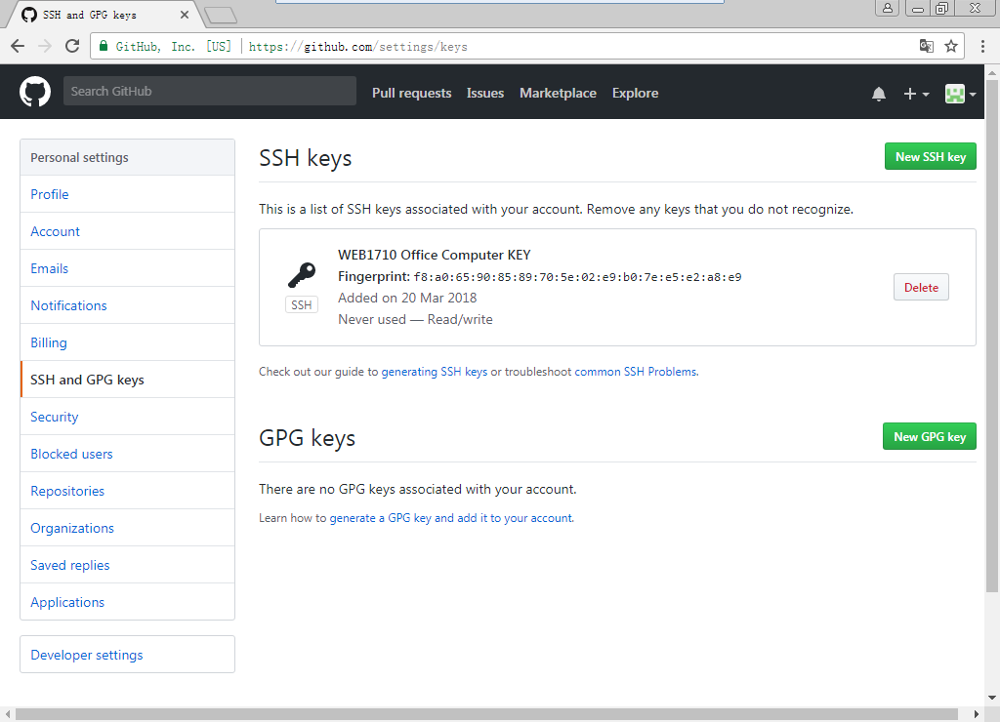 SSH and GPG keys
GitHub, Inc. [US] | https://github.com/settings/keys
Search GitHub
Pull requests Issues Marketplace Explore
Personal settings
Profile
Account
Emails
Notifications
Billing
SSH and GPG keys
Security
Blocked users
Repositories
Organizations
Saved replies
Applications
Developer settings
SSH keys
New SSH key
This is a list of SSH keys associated with your account. Remove any keys that you do not recognize.
SSH
WEB1710 Office Computer KEY
Fingerprint: f8:a0:65:90:85:89:70:5e:02:e9:b0:7e:e5:e2:a8:e9
Added on 20 Mar 2018
Never used — Read/write
Delete
Check out our guide to generating SSH keys or troubleshoot common SSH Problems.
GPG keys
New GPG key
There are no GPG keys associated with your account.
Learn how to generate a GPG key and add it to your account.